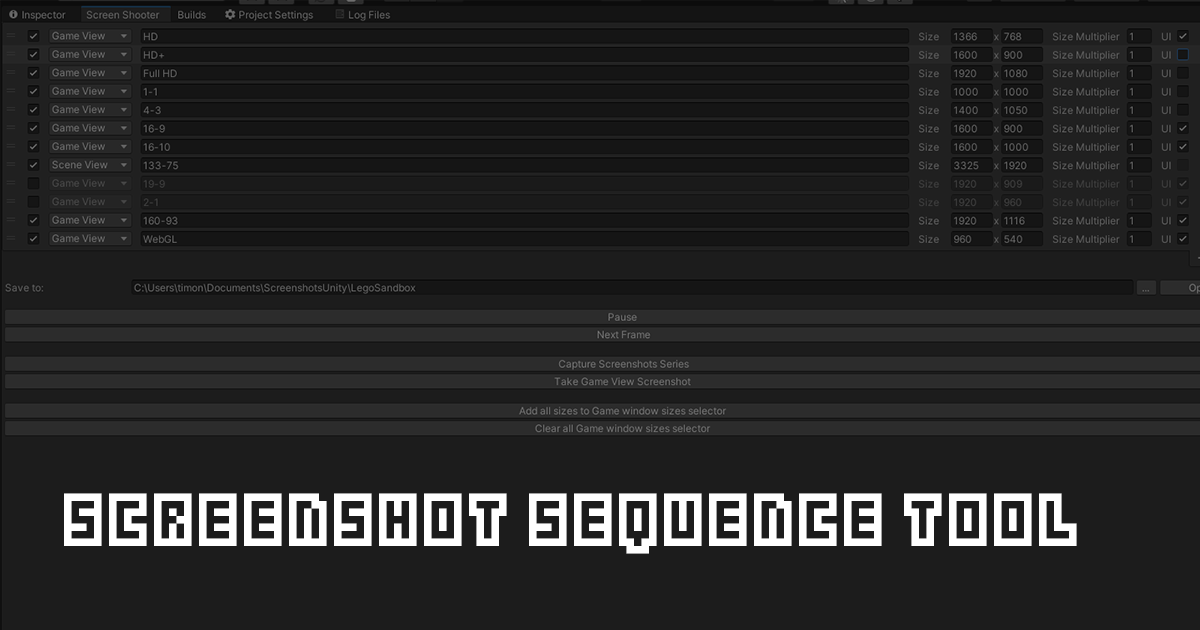 Inspector Screen Shooter Builds Project Settings Log Files
Game View HD Size 1366 x 768 Size Multiplier 1 UI
Game View HD+ Size 1600 x 900 Size Multiplier 1 UI
Game View Full HD Size 1920 x 1080 Size Multiplier 1 UI
Game View 1-1 Size 1000 x 1000 Size Multiplier 1 UI
Game View 4-3 Size 1400 x 1050 Size Multiplier 1 UI
Game View 16-9 Size 1600 x 900 Size Multiplier 1 UI
Game View 16-10 Size 1600 x 1000 Size Multiplier 1 UI
Scene View 133-75 Size 3325 x 1920 Size Multiplier 1 UI
Game View 19-9 Size 1920 x 909 Size Multiplier 1 UI
Game View 2-1 Size 1920 x 960 Size Multiplier 1 UI
Game View 160-93 Size 1920 x 1116 Size Multiplier 1 UI
Game View WebGL Size 960 x 540 Size Multiplier 1 UI
Save to: C:\Users\timon\Documents\ScreenshotsUnity\LegoSandbox ... Op
Pause
Next Frame
Capture Screenshots Series
Take Game View Screenshot
Add all sizes to Game window sizes selector
Clear all Game window sizes selector
SCREENSHOT SEQUENCE TOOL